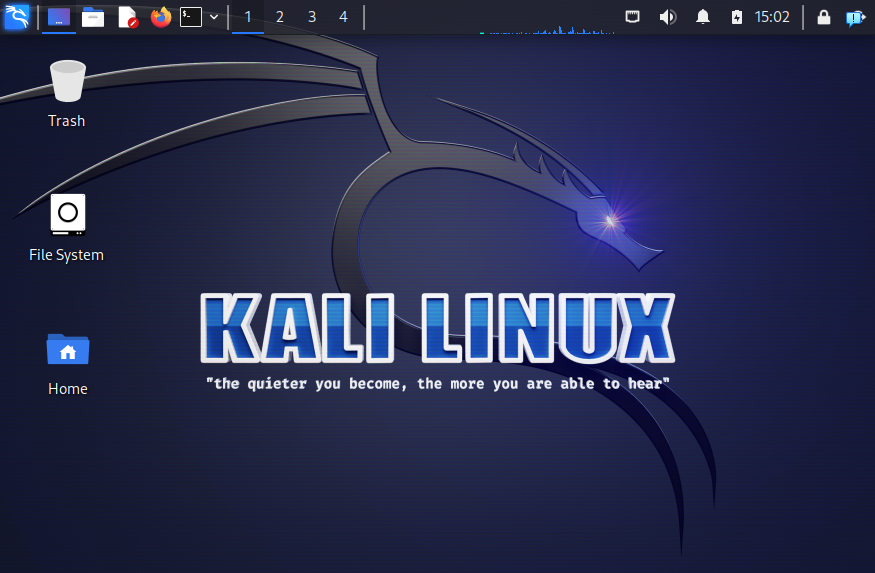 1 2 3 4 15:02
Trash
File System
Home
KALI LINUX
"the quieter you become, the more you are able to hear"